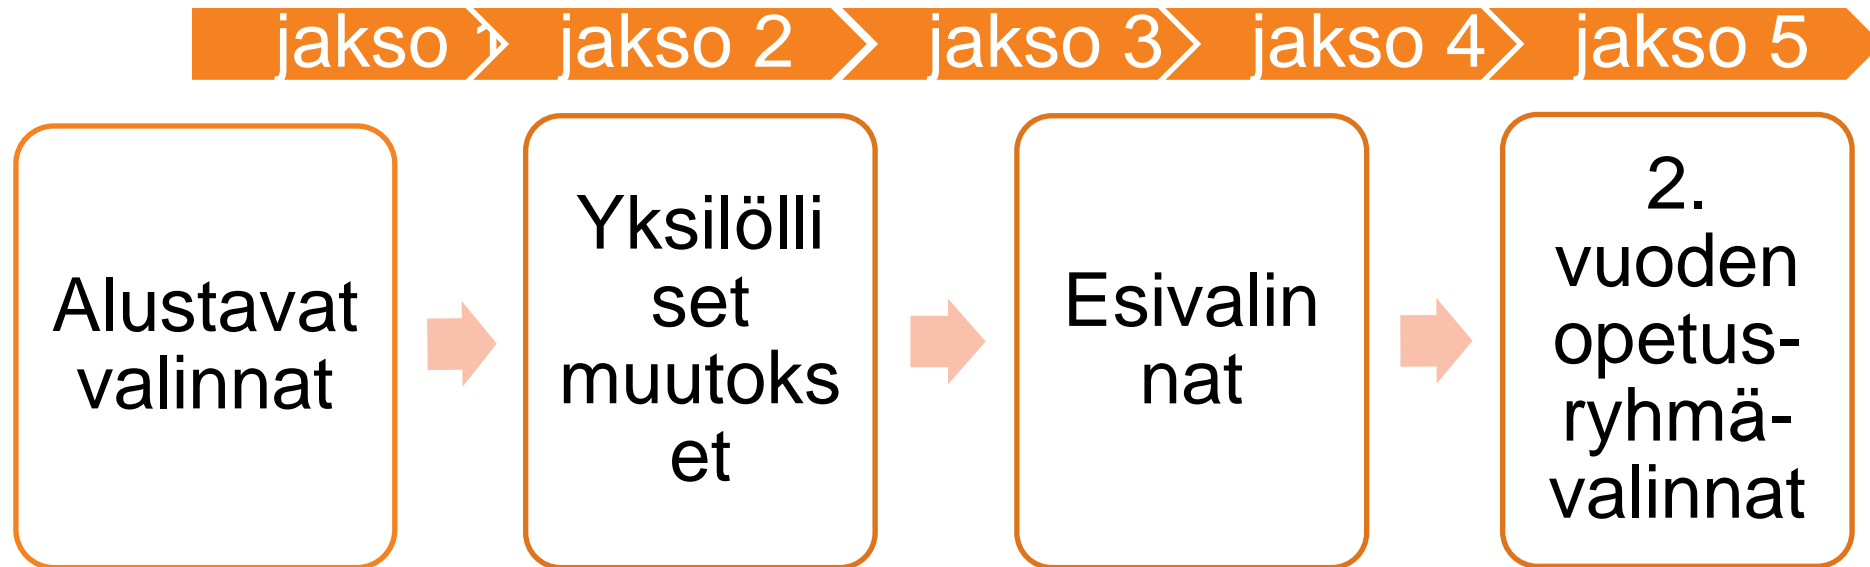 jakso 1 jakso 2 jakso 3 jakso 4 jakso 5
Alustavat
valinnat
Yksilölli
set
muutoks
et
Esivalin
nat
2.
vuoden
opetus-
ryhmä-
valinnat